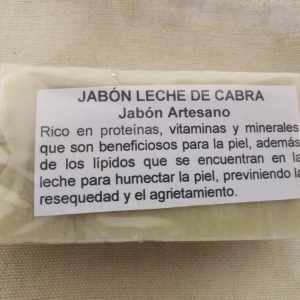 JABÓN LECHE DE CABRA
Jabón Artesano
Rico en proteínas, vitaminas y minerales
que son beneficiosos para la piel, además
de los lípidos que se encuentran en la
leche para humectar la piel, previniendo la
resequedad y el agrietamiento.